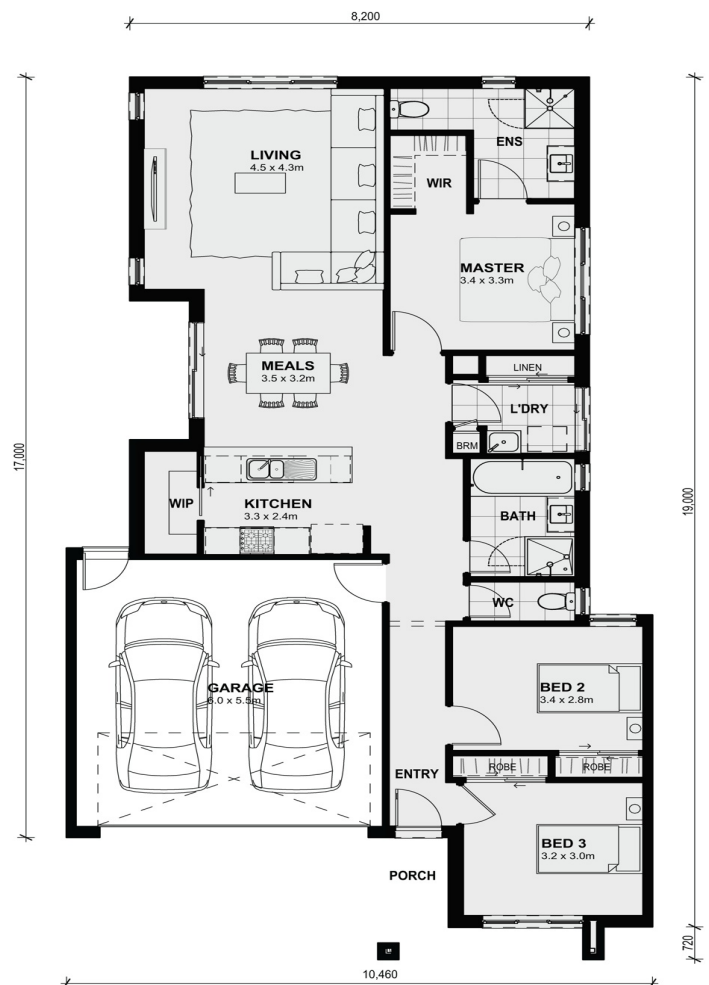 8,200
LIVING
4.5 x 4.3m
ENS
WIR
MASTER
3.4 x 3.3m
MEALS
3.5 x 3.2m
LINEN
L'DRY
BRM
17,000
19,000
WIP
KITCHEN
3.3 x 2.4m
BATH
WC
GARAGE
6.0 x 5.5m
BED 2
3.4 x 2.8m
ENTRY
ROBE
ROBE
BED 3
3.2 x 3.0m
PORCH
720
10,460